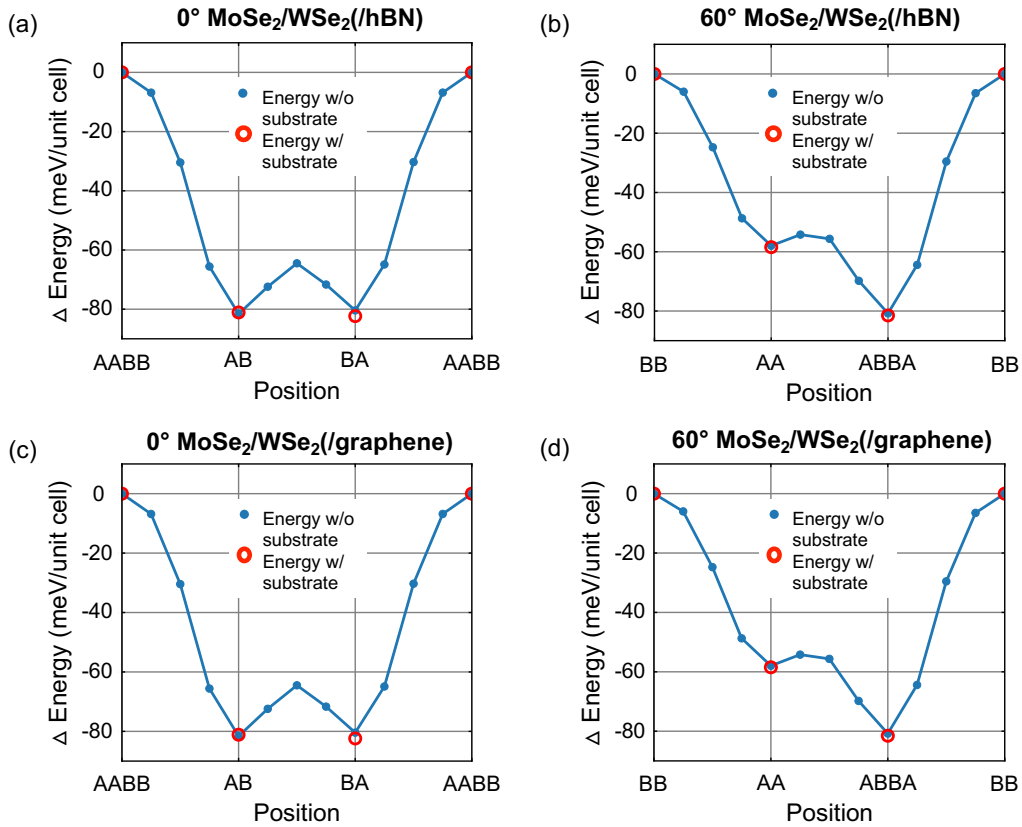 (a)
0° MoSe₂/WSe₂(/hBN)
Δ Energy (meV/unit cell)
0
-20
-40
-60
-80
Energy w/o
substrate
Energy w/
substrate
AABB
AB
BA
AABB
Position
(b)
60° MoSe₂/WSe₂(/hBN)
Δ Energy (meV/unit cell)
0
-20
-40
-60
-80
Energy w/o
substrate
Energy w/
substrate
BB
AA
ABBA
BB
Position
(c)
0° MoSe₂/WSe₂(/graphene)
Δ Energy (meV/unit cell)
0
-20
-40
-60
-80
Energy w/o
substrate
Energy w/
substrate
AABB
AB
BA
AABB
Position
(d)
60° MoSe₂/WSe₂(/graphene)
Δ Energy (meV/unit cell)
0
-20
-40
-60
-80
Energy w/o
substrate
Energy w/
substrate
BB
AA
ABBA
BB
Position